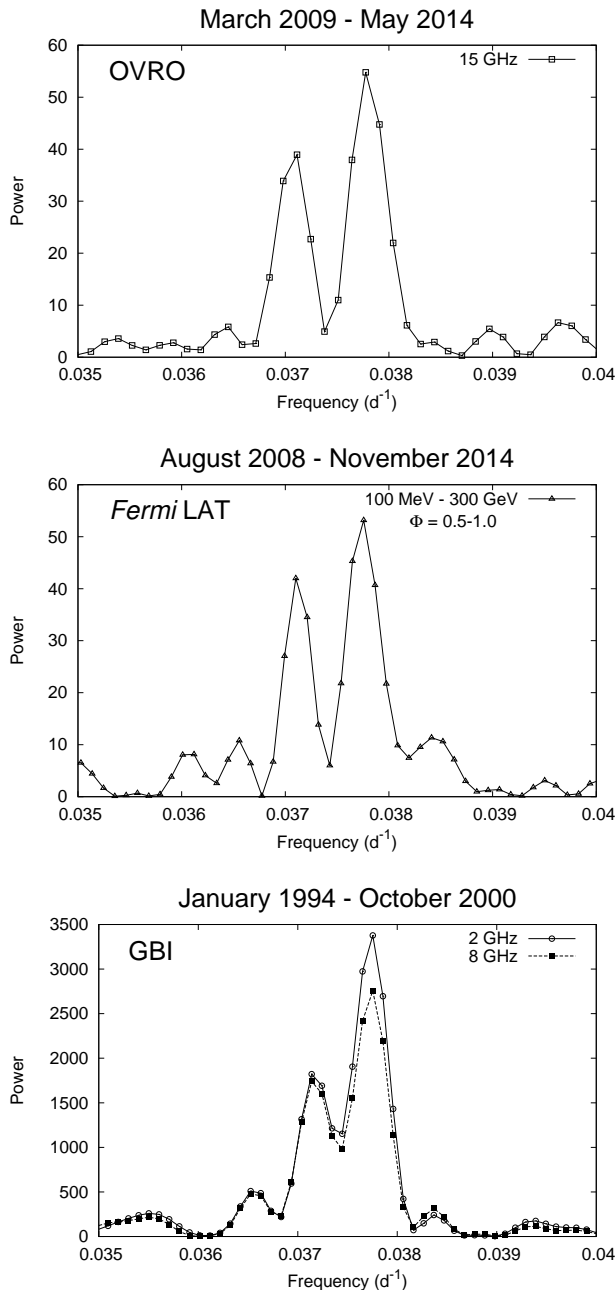 March 2009 - May 2014
OVRO
15 GHz
60
50
40
30
20
10
0
Power
0.035 0.036 0.037 0.038 0.039 0.04
Frequency (d⁻¹)
August 2008 - November 2014
Fermi LAT
100 MeV - 300 GeV
Φ = 0.5-1.0
60
50
40
30
20
10
0
Power
0.035 0.036 0.037 0.038 0.039 0.04
Frequency (d⁻¹)
January 1994 - October 2000
GBI
2 GHz
8 GHz
3500
3000
2500
2000
1500
1000
500
0
Power
0.035 0.036 0.037 0.038 0.039 0.04
Frequency (d⁻¹)